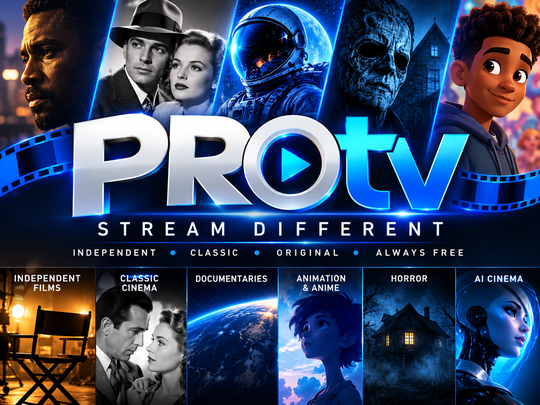 PROtv
STREAM DIFFERENT
INDEPENDENT • CLASSIC • ORIGINAL • ALWAYS FREE
INDEPENDENT
FILMS
CLASSIC
CINEMA
DOCUMENTARIES
ANIMATION
& ANIME
HORROR
AI CINEMA